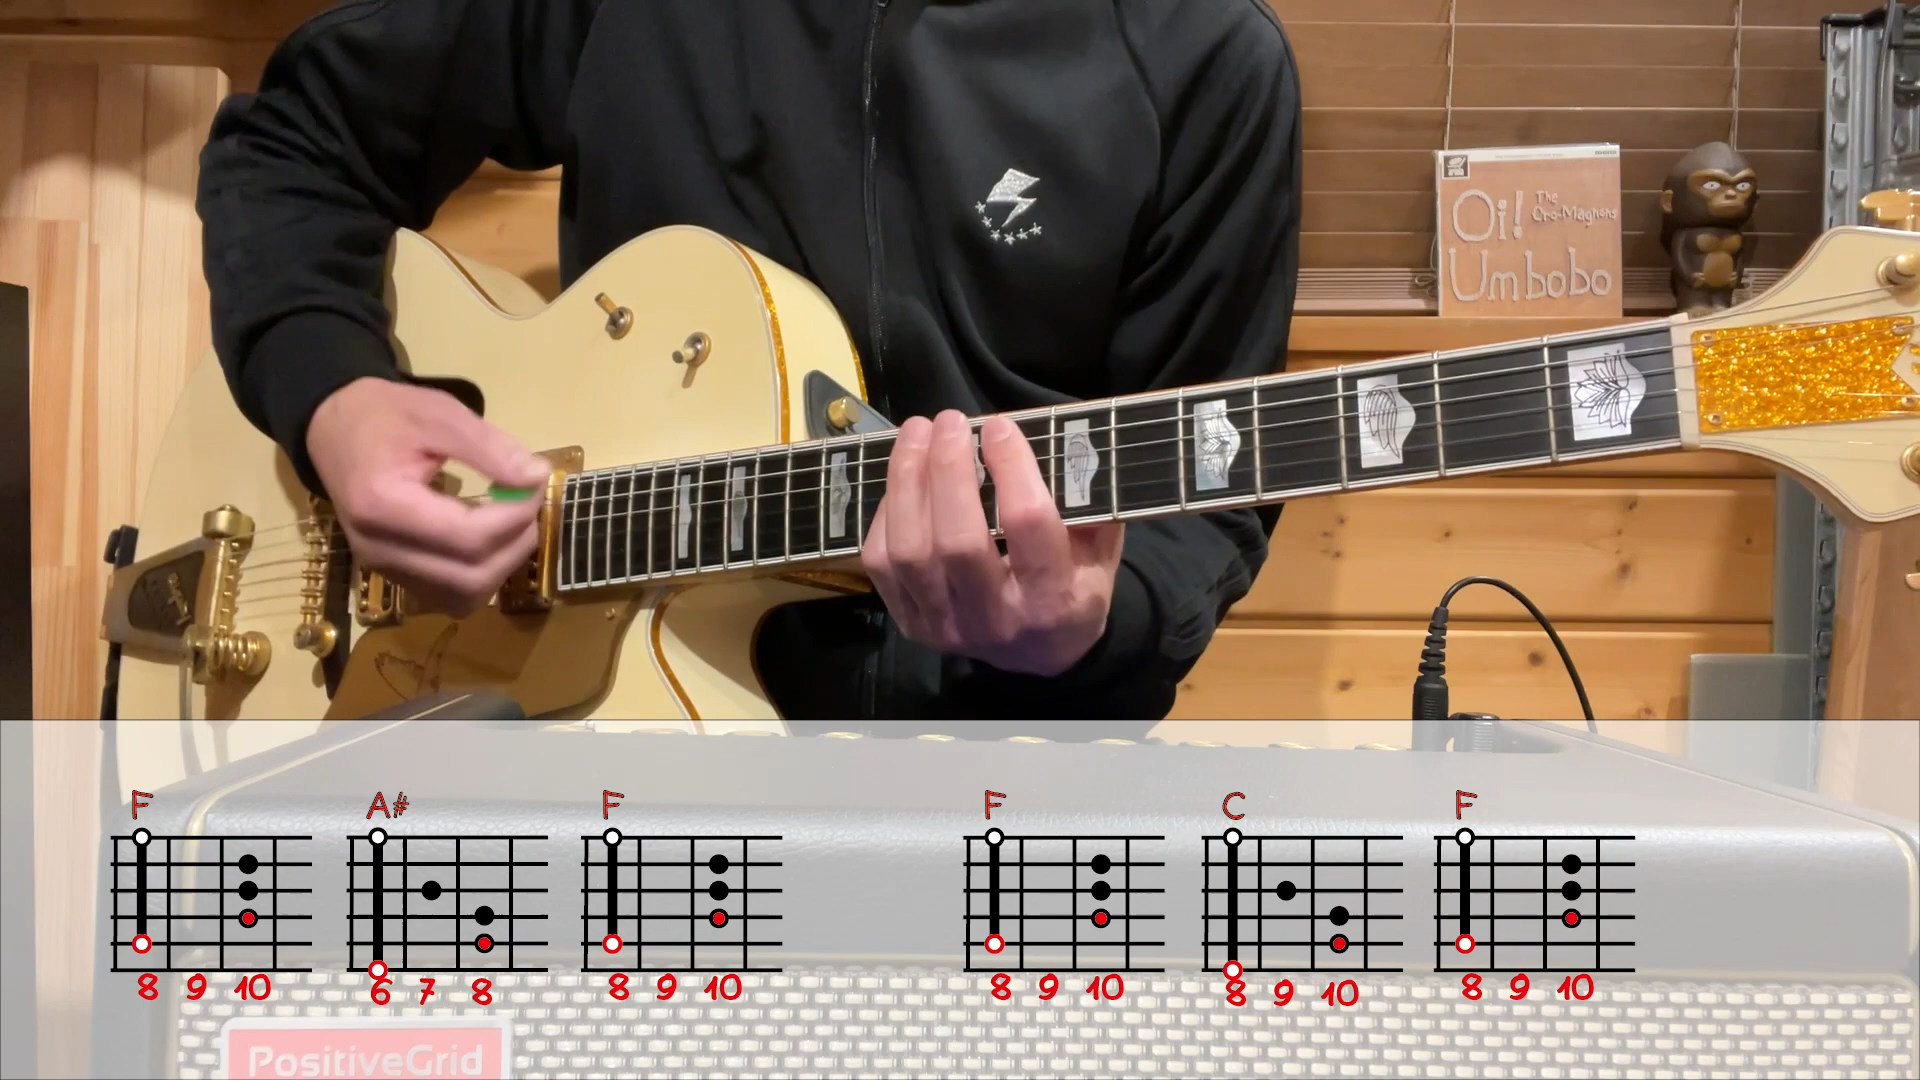 The
Oi! Cro-Magnons
Umbobo
F A# F F C F
8 9 10 6 7 8 8 9 10 8 9 10 8 9 10 8 9 10
PositiveGrid